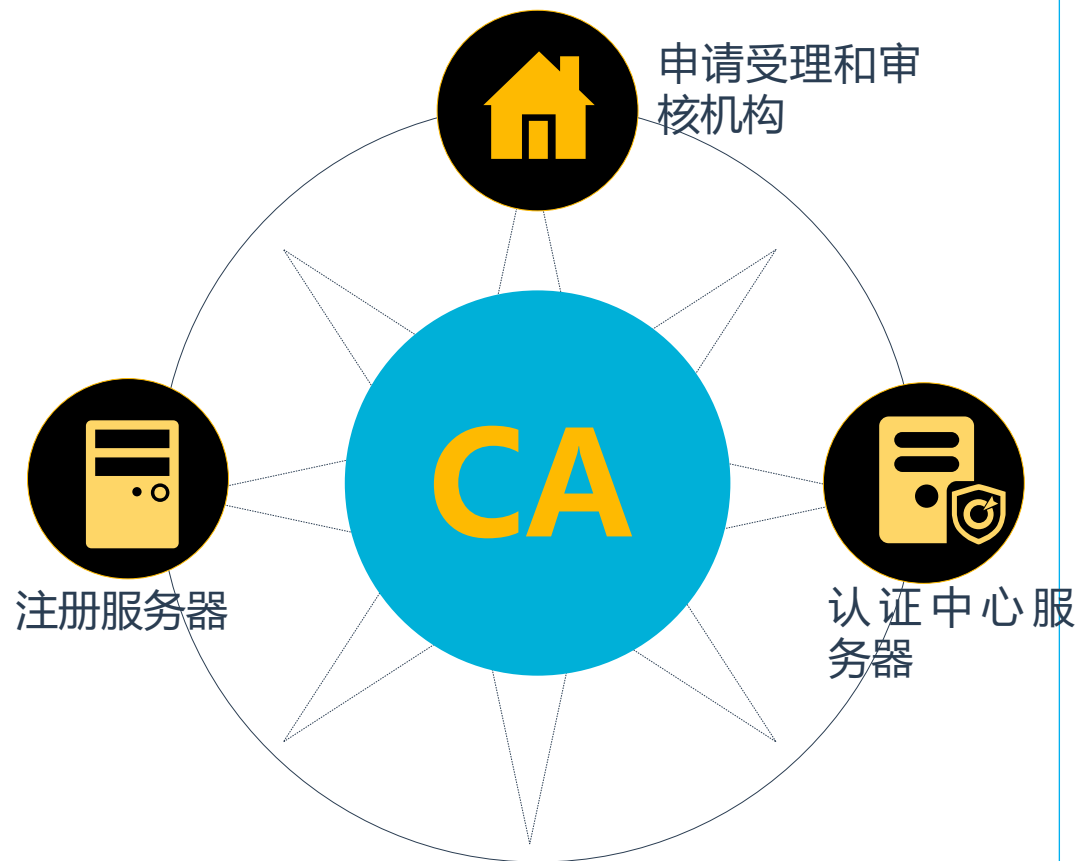 申请受理和审
核机构
CA
注册服务器
认证中心服
务器